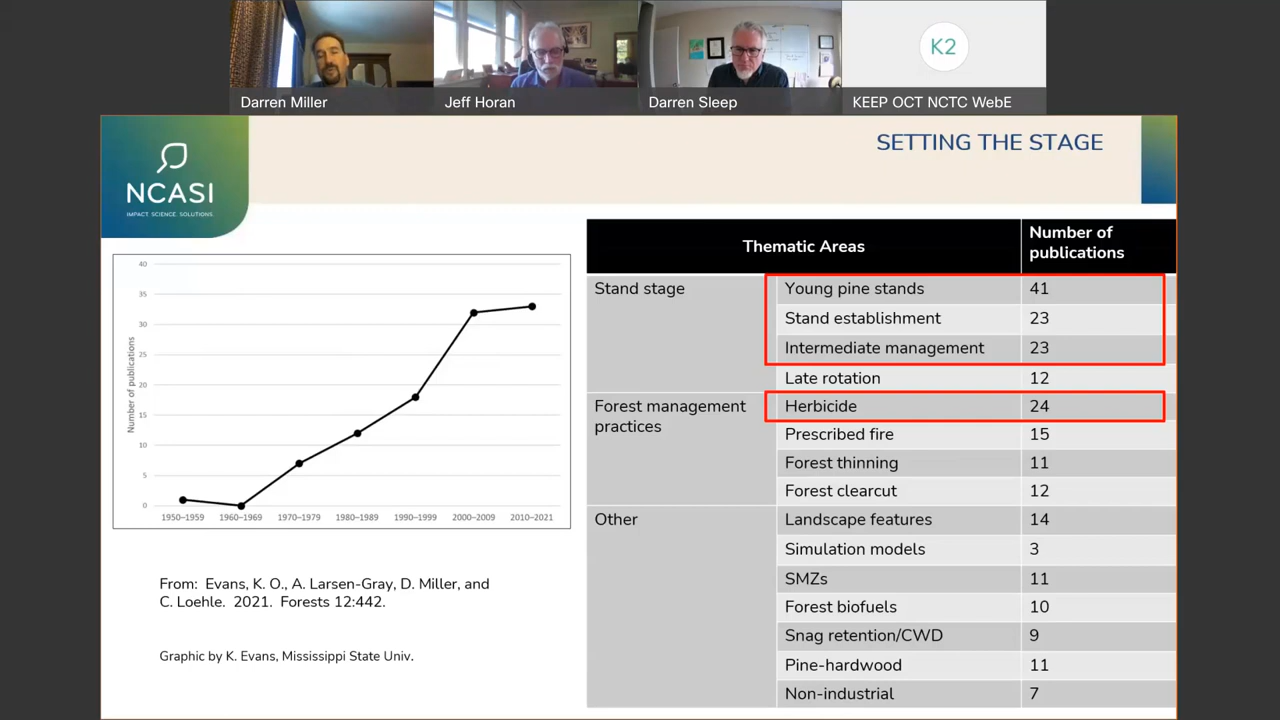 K2
Darren Miller
Jeff Horan
Darren Sleep
KEEP OCT NCTC WebE
NCASI
IMPACT. SCIENCE. SOLUTIONS.
SETTING THE STAGE
Number of publications
40
35
30
25
20
15
10
5
0
1950–1959 1960–1969 1970–1979 1980–1989 1990–1999 2000–2009 2010–2021
From: Evans, K. O., A. Larsen-Gray, D. Miller, and
C. Loehle. 2021. Forests 12:442.
Graphic by K. Evans, Mississippi State Univ.
Thematic Areas
Number of
publications
Stand stage
Young pine stands 41
Stand establishment 23
Intermediate management 23
Late rotation 12
Forest management
practices
Herbicide 24
Prescribed fire 15
Forest thinning 11
Forest clearcut 12
Other
Landscape features 14
Simulation models 3
SMZs 11
Forest biofuels 10
Snag retention/CWD 9
Pine-hardwood 11
Non-industrial 7